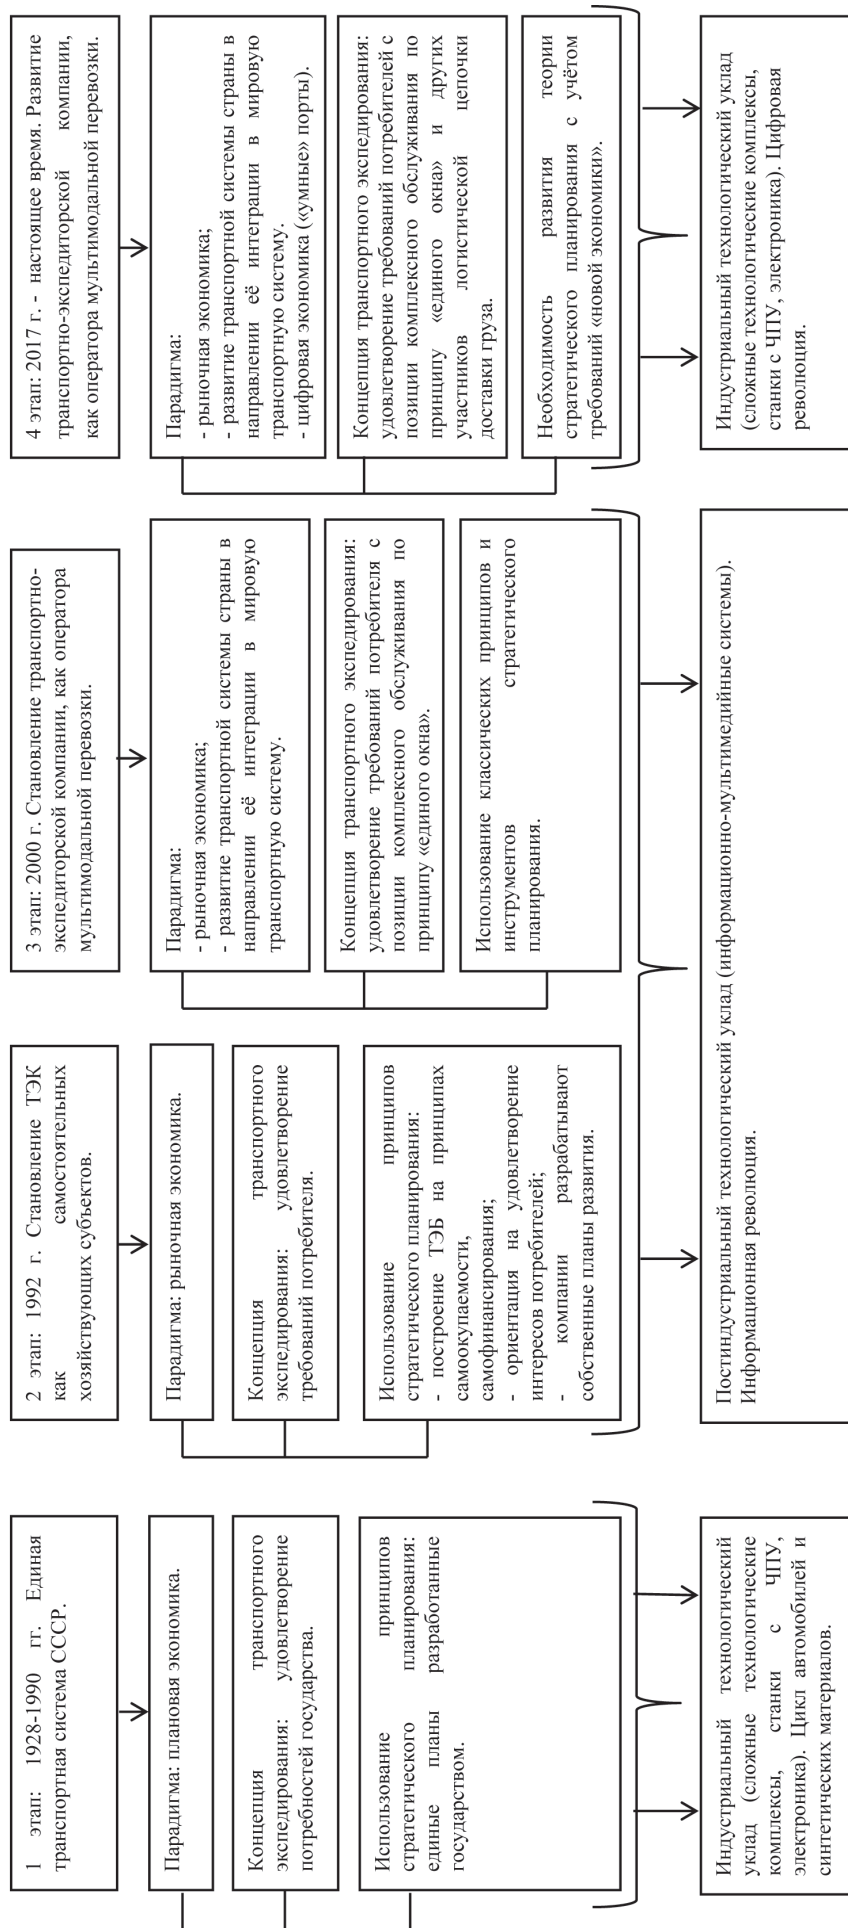 1 этап: 1928-1990 гг. Единая
транспортная система СССР.
Парадигма: плановая экономика.
Концепция транспортного
экспедирования: удовлетворение
потребностей государства.
Использование принципов
стратегического планирования:
единые планы разработанные
государством.
Индустриальный технологический
уклад (сложные технологические
комплексы, станки с ЧПУ,
электроника). Цикл автомобилей и
синтетических материалов.
2 этап: 1992 г. Становление ТЭК
как самостоятельных
хозяйствующих субъектов.
Парадигма: рыночная экономика.
Концепция транспортного
экспедирования: удовлетворение
требований потребителя.
Использование принципов
стратегического планирования:
- построение ТЭБ на принципах
самоокупаемости,
самофинансирования;
- ориентация на удовлетворение
интересов потребителей;
- компании разрабатывают
собственные планы развития.
3 этап: 2000 г. Становление транспортно-
экспедиторской компании, как оператора
мультимодальной перевозки.
Парадигма:
- рыночная экономика;
- развитие транспортной системы страны в
направлении её интеграции в мировую
транспортную систему.
Концепция транспортного экспедирования:
удовлетворение требований потребителя с
позиции комплексного обслуживания по
принципу «единого окна».
Использование классических принципов и
инструментов стратегического
планирования.
Постиндустриальный технологический уклад (информационно-мультимедийные системы).
Информационная революция.
4 этап: 2017 г. - настоящее время. Развитие
транспортно-экспедиторской компании,
как оператора мультимодальной перевозки.
Парадигма:
- рыночная экономика;
- развитие транспортной системы страны в
направлении её интеграции в мировую
транспортную систему.
- цифровая экономика («умные» порты).
Концепция транспортного экспедирования:
удовлетворение требований потребителей с
позиции комплексного обслуживания по
принципу «единого окна» и других
участников логистической цепочки
доставки груза.
Необходимость развития теории
стратегического планирования с учётом
требований «новой экономики».
Индустриальный технологический уклад
(сложные технологические комплексы,
станки с ЧПУ, электроника). Цифровая
революция.